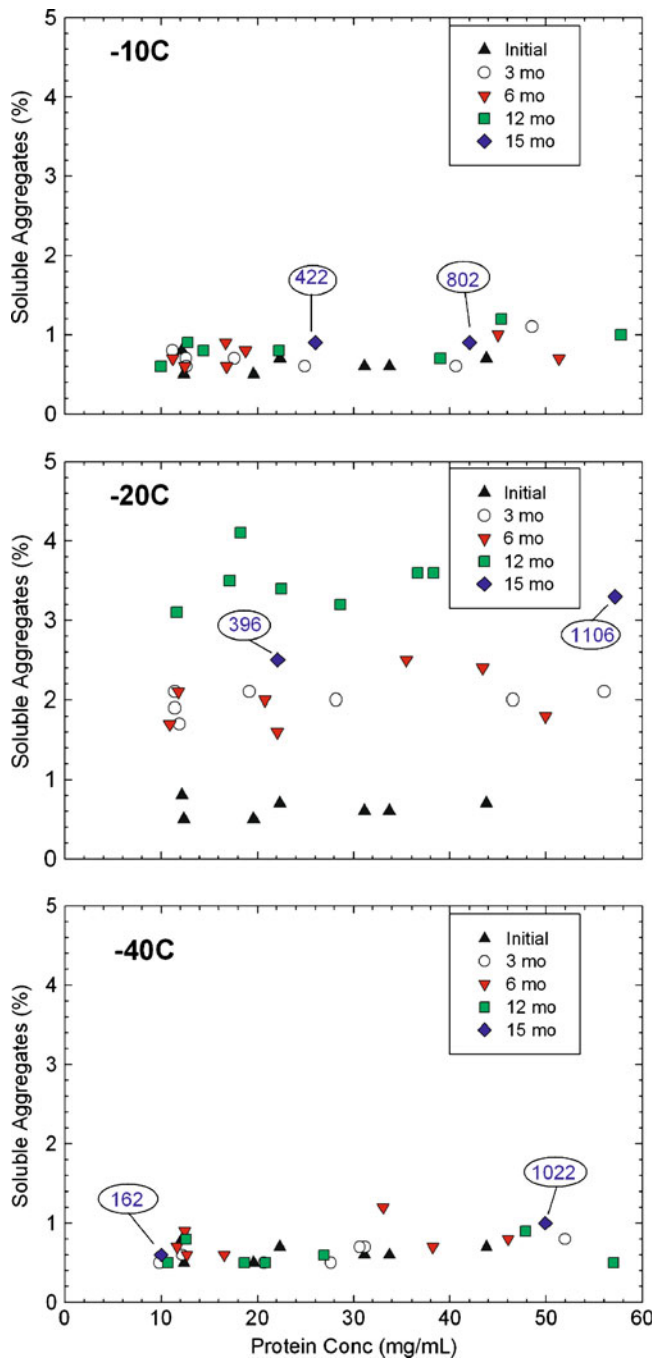 -10C
Initial
3 mo
6 mo
12 mo
15 mo
5
4
3
2
1
0
Soluble Aggregates (%)
422
802
-20C
Initial
3 mo
6 mo
12 mo
15 mo
5
4
3
2
1
0
Soluble Aggregates (%)
396
1106
-40C
Initial
3 mo
6 mo
12 mo
15 mo
5
4
3
2
1
0
Soluble Aggregates (%)
162
1022
0 10 20 30 40 50 60
Protein Conc (mg/mL)